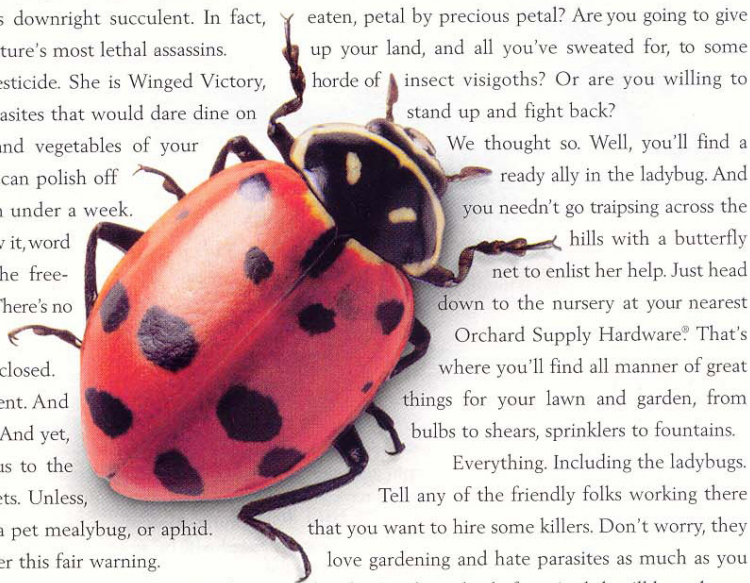 s downright succulent. In fact,
ture's most lethal assassins.
esticide. She is Winged Victory,
asites that would dare dine on
nd vegetables of your
can polish off
n under a week.
w it, word
he free-
There's no
closed.
ent. And
And yet,
us to the
ets. Unless,
a pet mealybug, or aphid.
er this fair warning.
eaten, petal by precious petal? Are you going to give
up your land, and all you've sweated for, to some
horde of insect visigoths? Or are you willing to
stand up and fight back?
We thought so. Well, you'll find a
ready ally in the ladybug. And
you needn't go traipsing across the
hills with a butterfly
net to enlist her help. Just head
down to the nursery at your nearest
Orchard Supply Hardware.® That's
where you'll find all manner of great
things for your lawn and garden, from
bulbs to shears, sprinklers to fountains.
Everything. Including the ladybugs.
Tell any of the friendly folks working there
that you want to hire some killers. Don't worry, they
love gardening and hate parasites as much as you